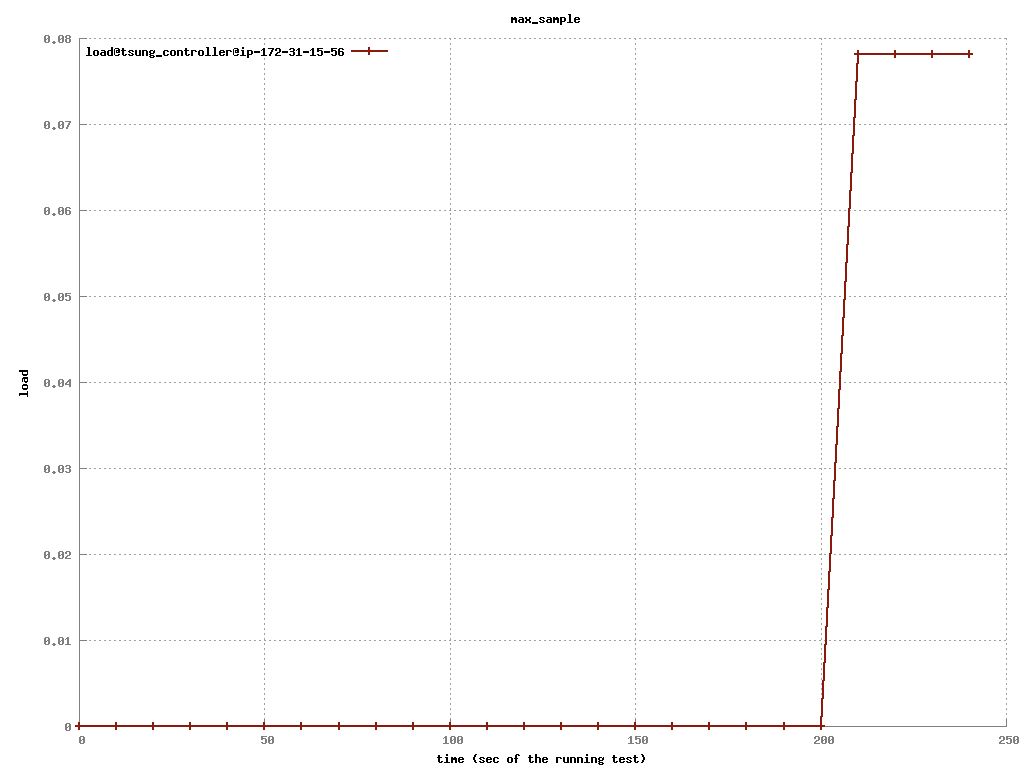 max_sample
load@tsung_controller@ip-172-31-15-56
0.08
0.07
0.06
0.05
0.04
0.03
0.02
0.01
0
load
0 50 100 150 200 250
time (sec of the running test)